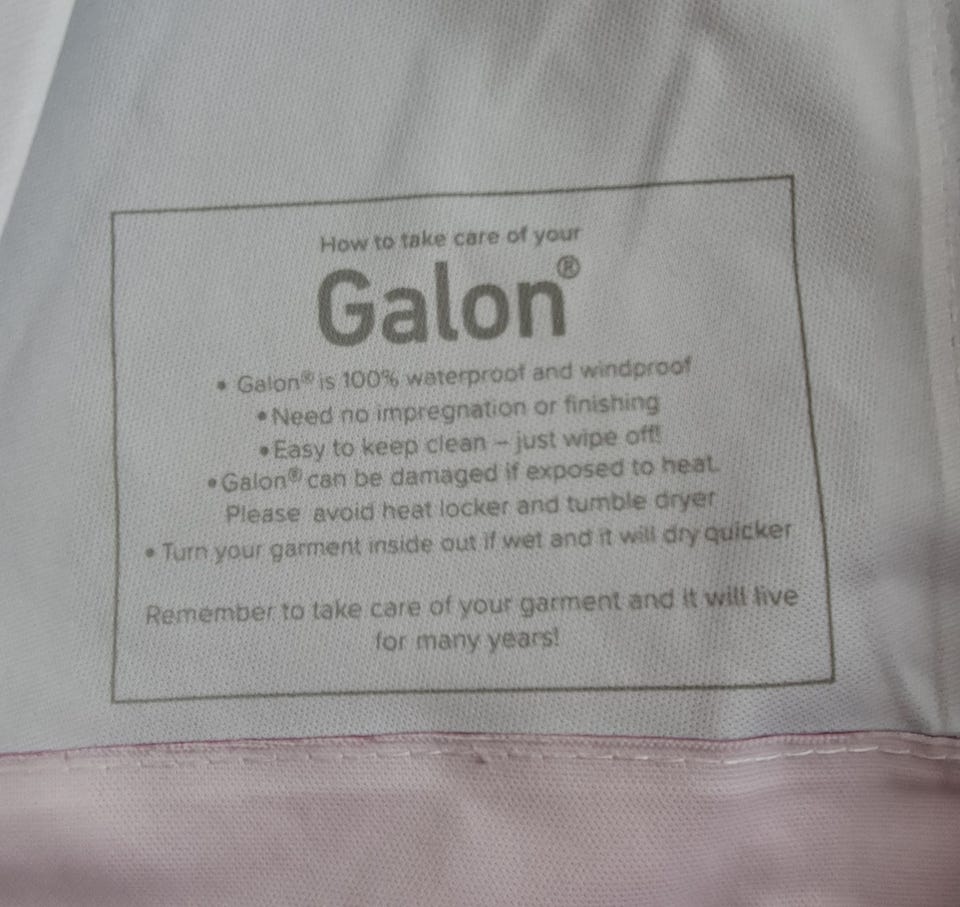 How to take care of your
Galon®
• Galon® is 100% waterproof and windproof
• Need no impregnation or finishing
• Easy to keep clean – just wipe off!
• Galon® can be damaged if exposed to heat.
Please avoid heat locker and tumble dryer
• Turn your garment inside out if wet and it will dry quicker
Remember to take care of your garment and it will live
for many years!